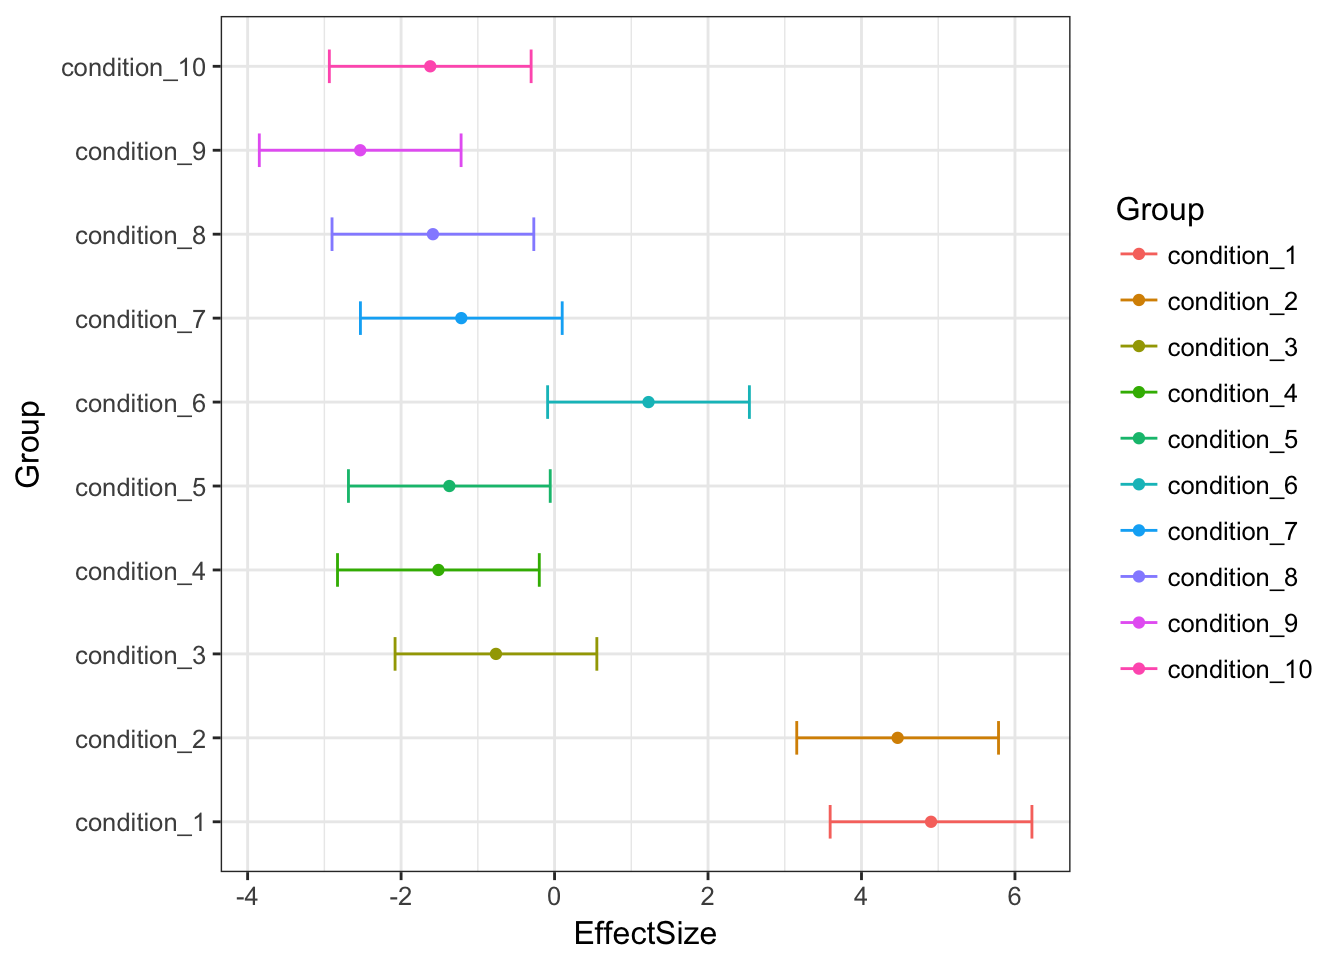 condition_10
condition_9
condition_8
condition_7
condition_6
condition_5
condition_4
condition_3
condition_2
condition_1
Group
-4 -2 0 2 4 6
EffectSize
Group
condition_1
condition_2
condition_3
condition_4
condition_5
condition_6
condition_7
condition_8
condition_9
condition_10